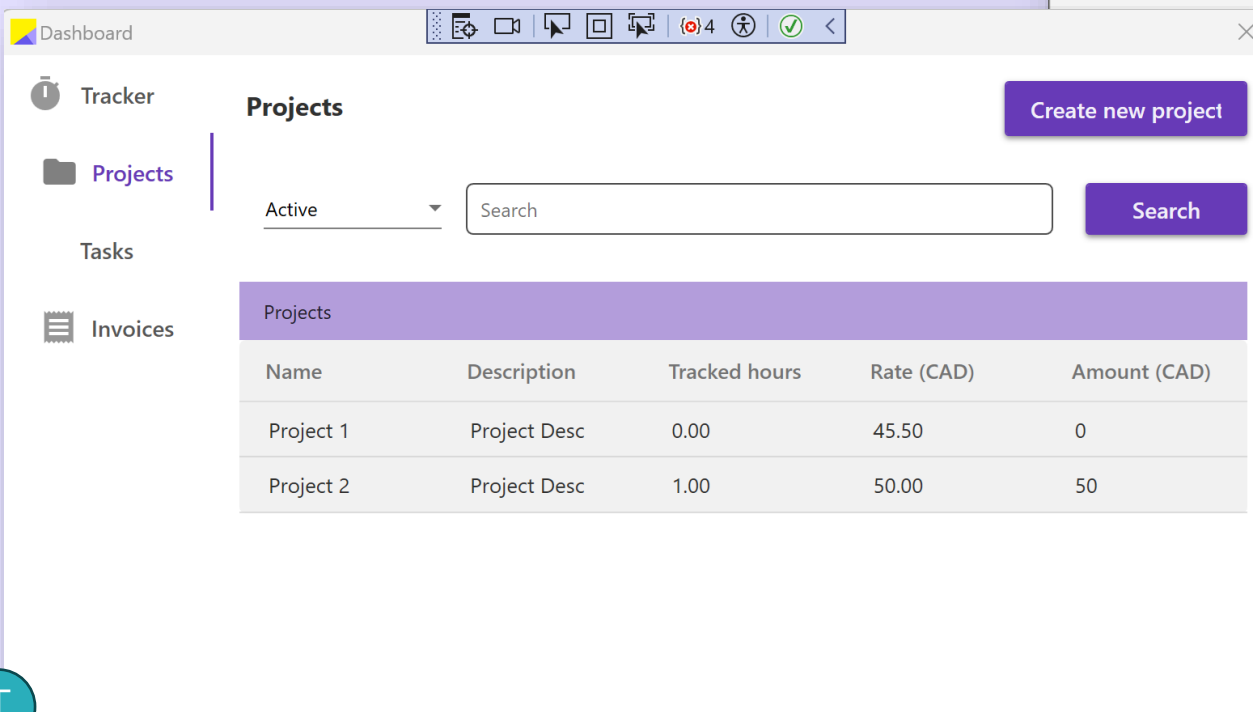 Dashboard
4
Tracker
Projects
Tasks
Invoices
Projects
Create new project
Active
Search
Search
Projects
Name Description Tracked hours Rate (CAD) Amount (CAD)
Project 1 Project Desc 0.00 45.50 0
Project 2 Project Desc 1.00 50.00 50